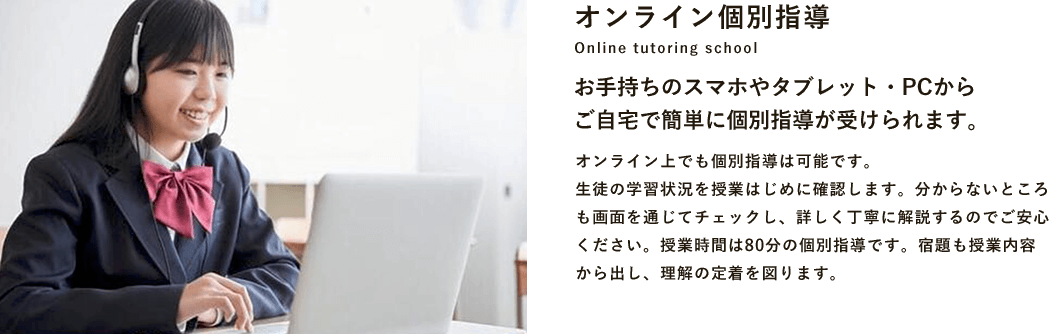 オンライン個別指導
Online tutoring school
お手持ちのスマホやタブレット・PCから
ご自宅で簡単に個別指導が受けられます。
オンライン上でも個別指導は可能です。
生徒の学習状況を授業はじめに確認します。分からないところ
も画面を通じてチェックし、詳しく丁寧に解説するのでご安心
ください。授業時間は80分の個別指導です。宿題も授業内容
から出し、理解の定着を図ります。